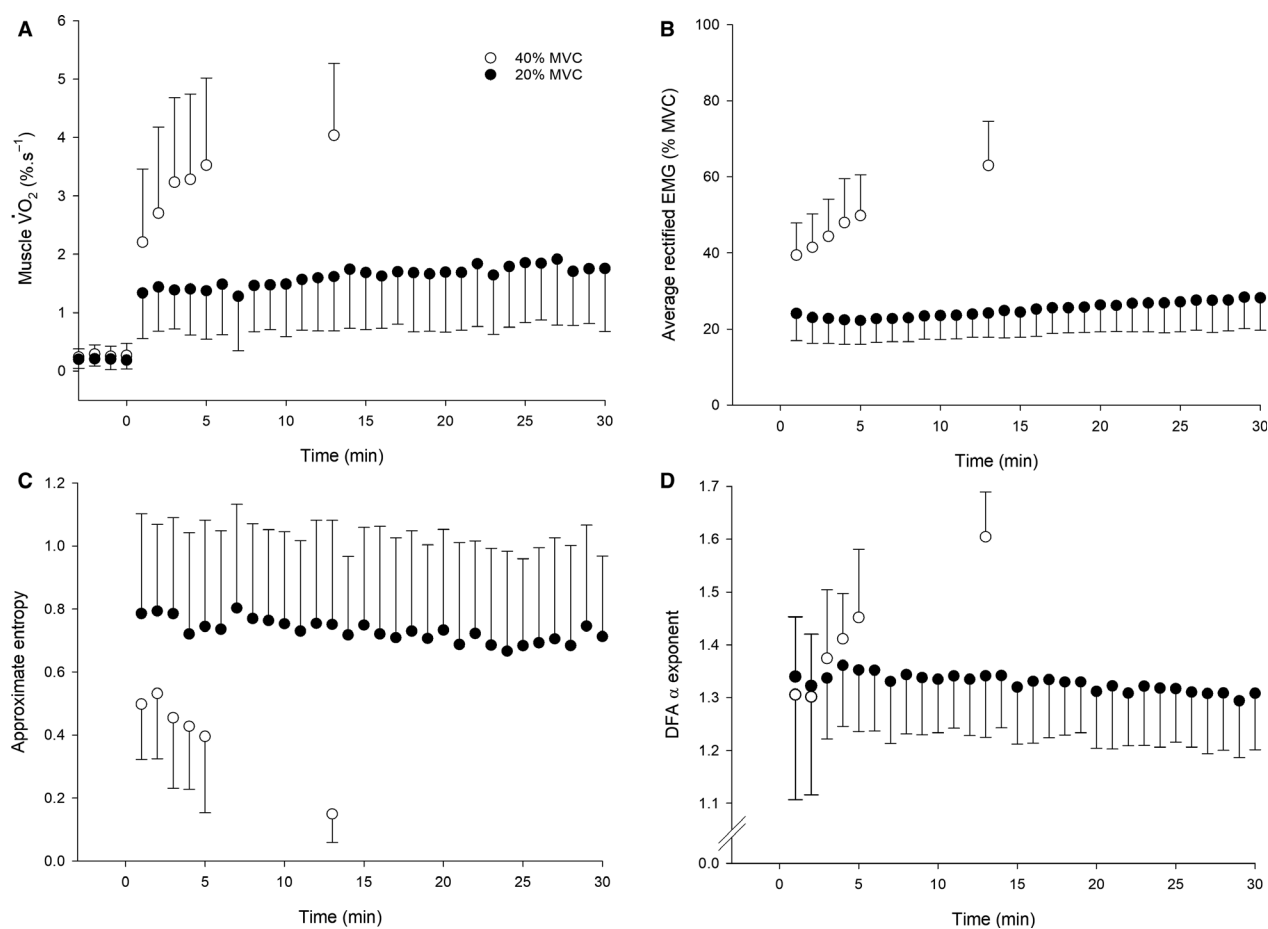 A
6
5
4
3
2
1
0
Muscle V̇O₂ (%.s⁻¹)
40% MVC
20% MVC
0 5 10 15 20 25 30
Time (min)
B
100
80
60
40
20
0
Average rectified EMG (% MVC)
0 5 10 15 20 25 30
Time (min)
C
1.2
1.0
0.8
0.6
0.4
0.2
0.0
Approximate entropy
0 5 10 15 20 25 30
Time (min)
D
1.7
1.6
1.5
1.4
1.3
1.2
1.1
0.0
DFA α exponent
0 5 10 15 20 25 30
Time (min)